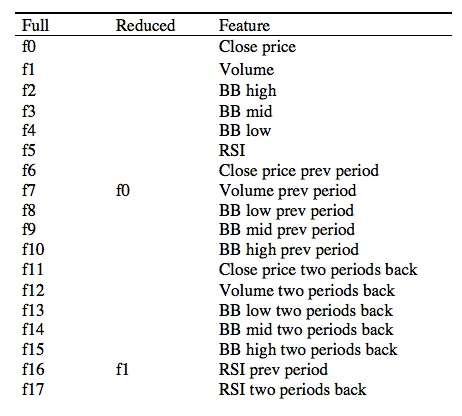 Full Reduced Feature
f0 Close price
f1 Volume
f2 BB high
f3 BB mid
f4 BB low
f5 RSI
f6 Close price prev period
f7 f0 Volume prev period
f8 BB low prev period
f9 BB mid prev period
f10 BB high prev period
f11 Close price two periods back
f12 Volume two periods back
f13 BB low two periods back
f14 BB mid two periods back
f15 BB high two periods back
f16 f1 RSI prev period
f17 RSI two periods back